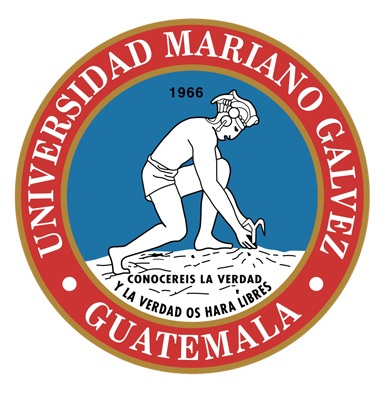 UNIVERSIDAD MARIANO GALVEZ
1966
CONOCEREIS LA VERDAD
Y LA VERDAD OS HARA LIBRES
• GUATEMALA •